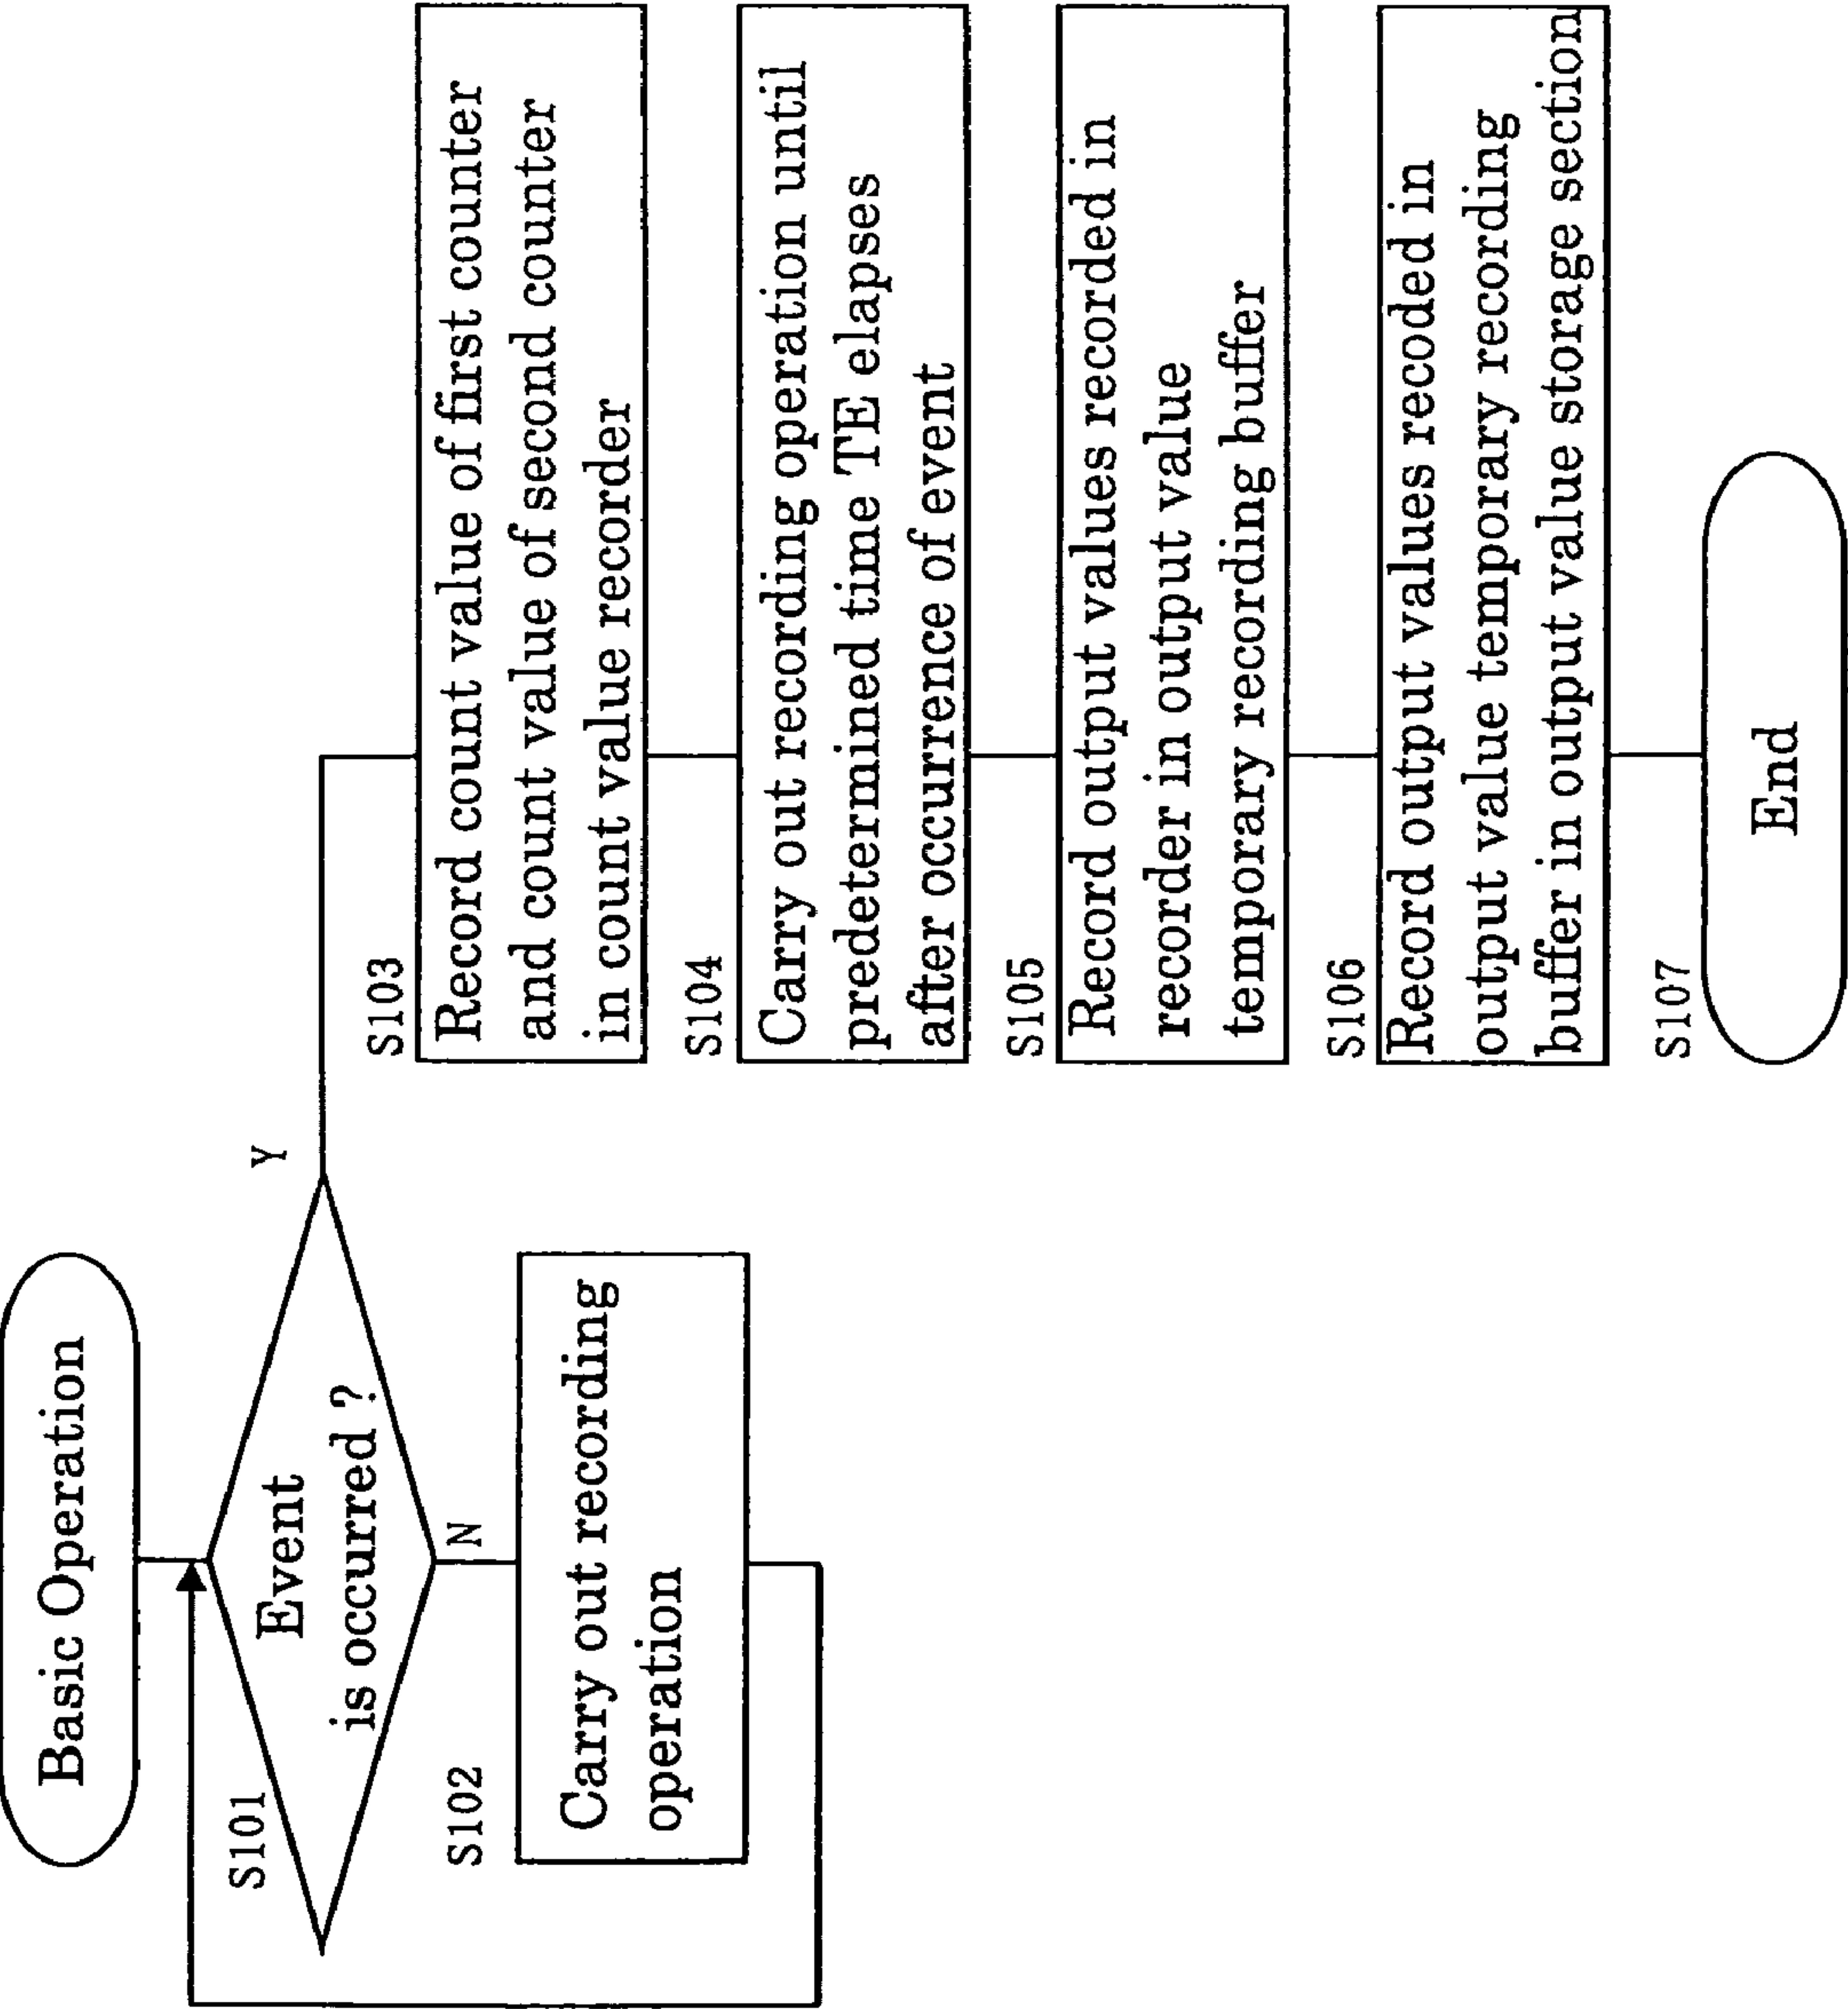 Basic Operation
S101
Event
is occurred ?
Y
N
S102
Carry out recording
operation
S103
Record count value of first counter
and count value of second counter
in count value recorder
S104
Carry out recording operation until
predetermined time TE elapses
after occurrence of event
S105
Record output values recorded in
recorder in output value
temporary recording buffer
S106
Record output values recoded in
output value temporary recording
buffer in output value storage section
S107
End